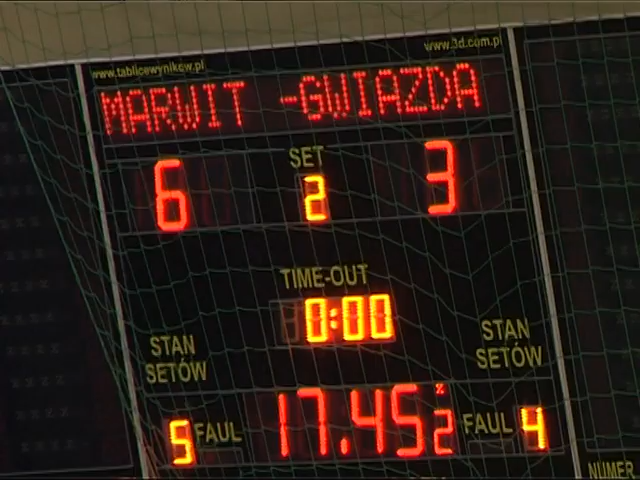 www.tablicewynikow.pl www.3d.com.pl
MARWIT -GWIAZDA
6 SET 3
2
TIME-OUT
0:00
STAN SETÓW STAN SETÓW
5 FAUL 17.45 2 FAUL 4
NUMER